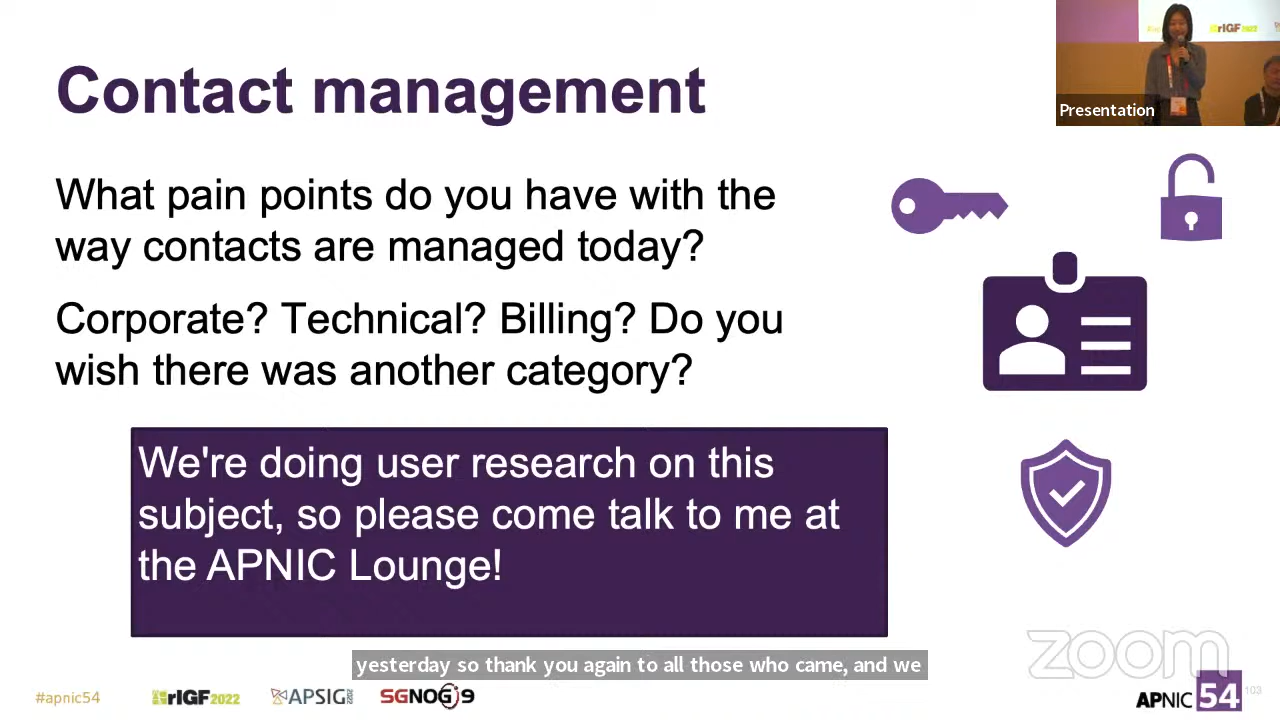 Contact management
Presentation
What pain points do you have with the
way contacts are managed today?
Corporate? Technical? Billing? Do you
wish there was another category?
We're doing user research on this
subject, so please come talk to me at
the APNIC Lounge!
yesterday so thank you again to all those who came, and we
zoom
#apnic54
rIGF2022
APSIG
SGNOG9
APNIC 54
103